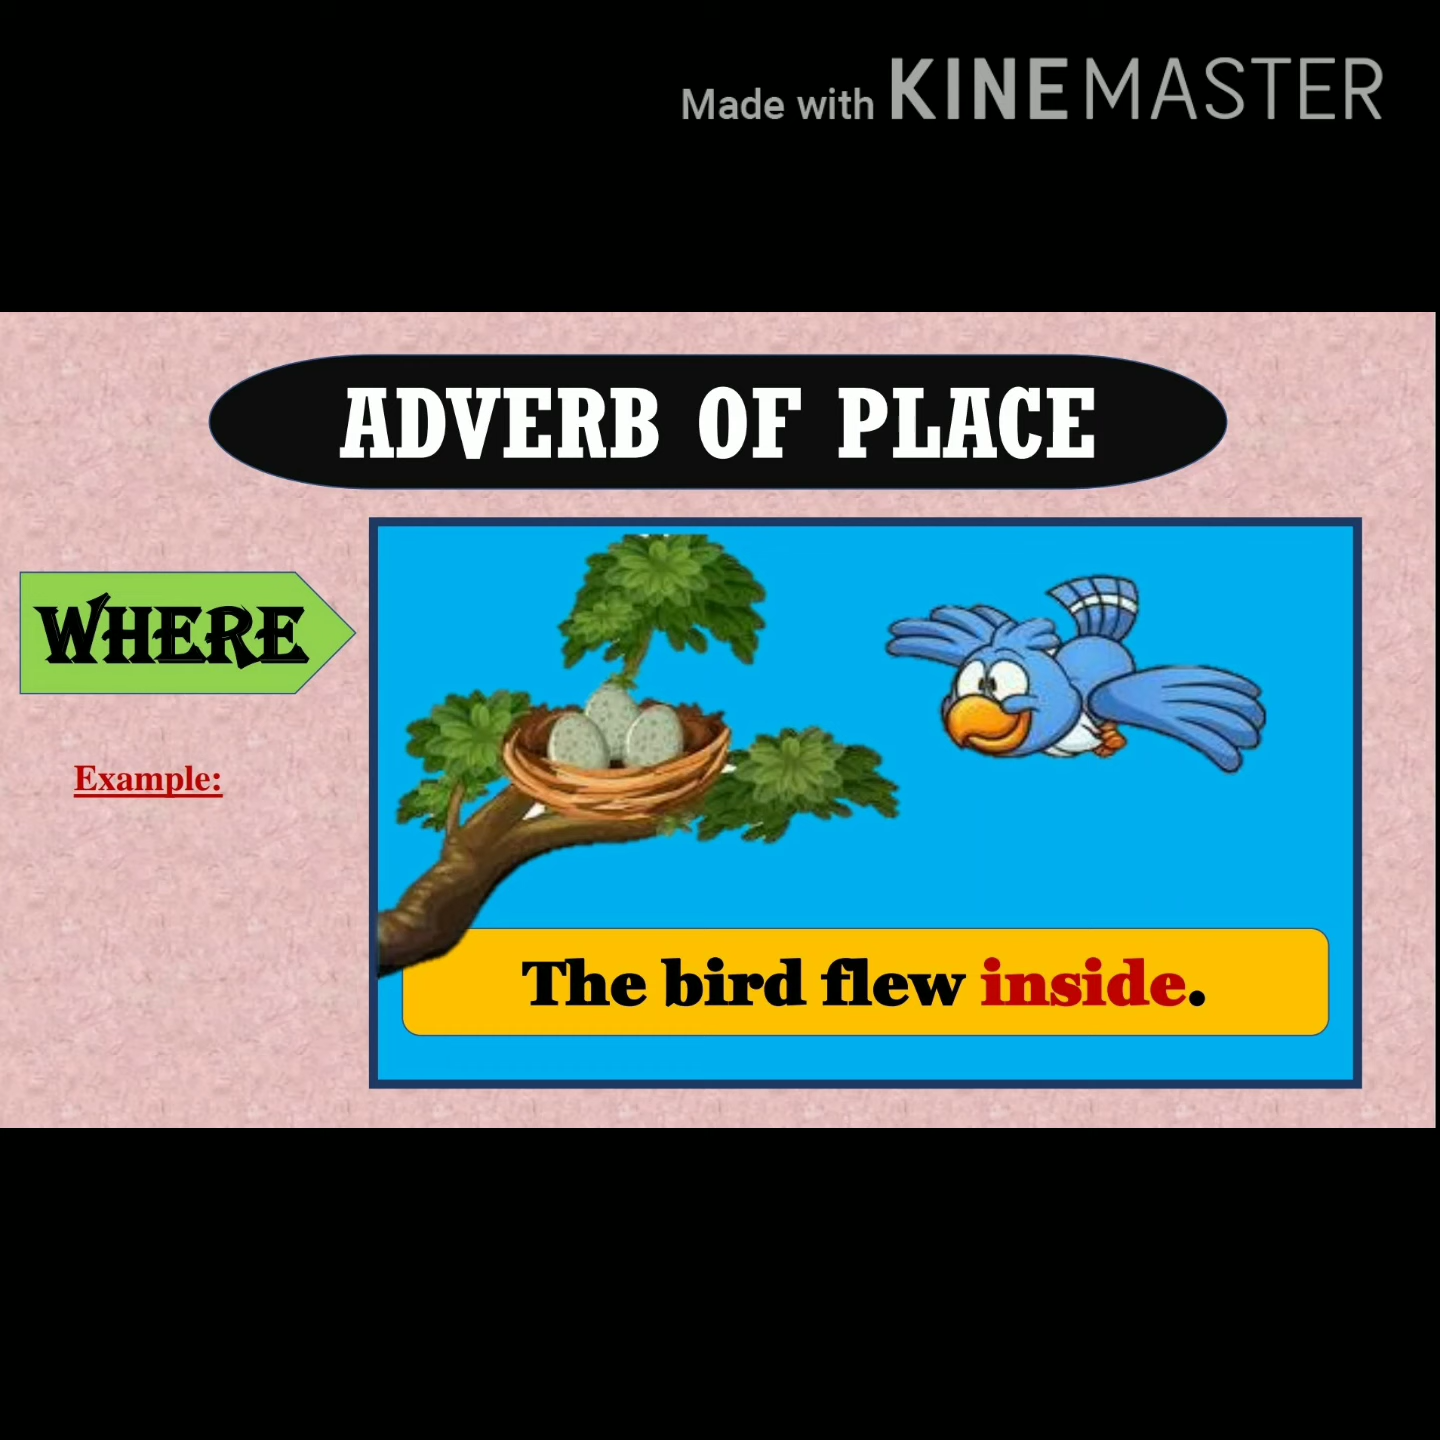 Made with KINEMASTER
ADVERB OF PLACE
WHERE
Example:
The bird flew inside.